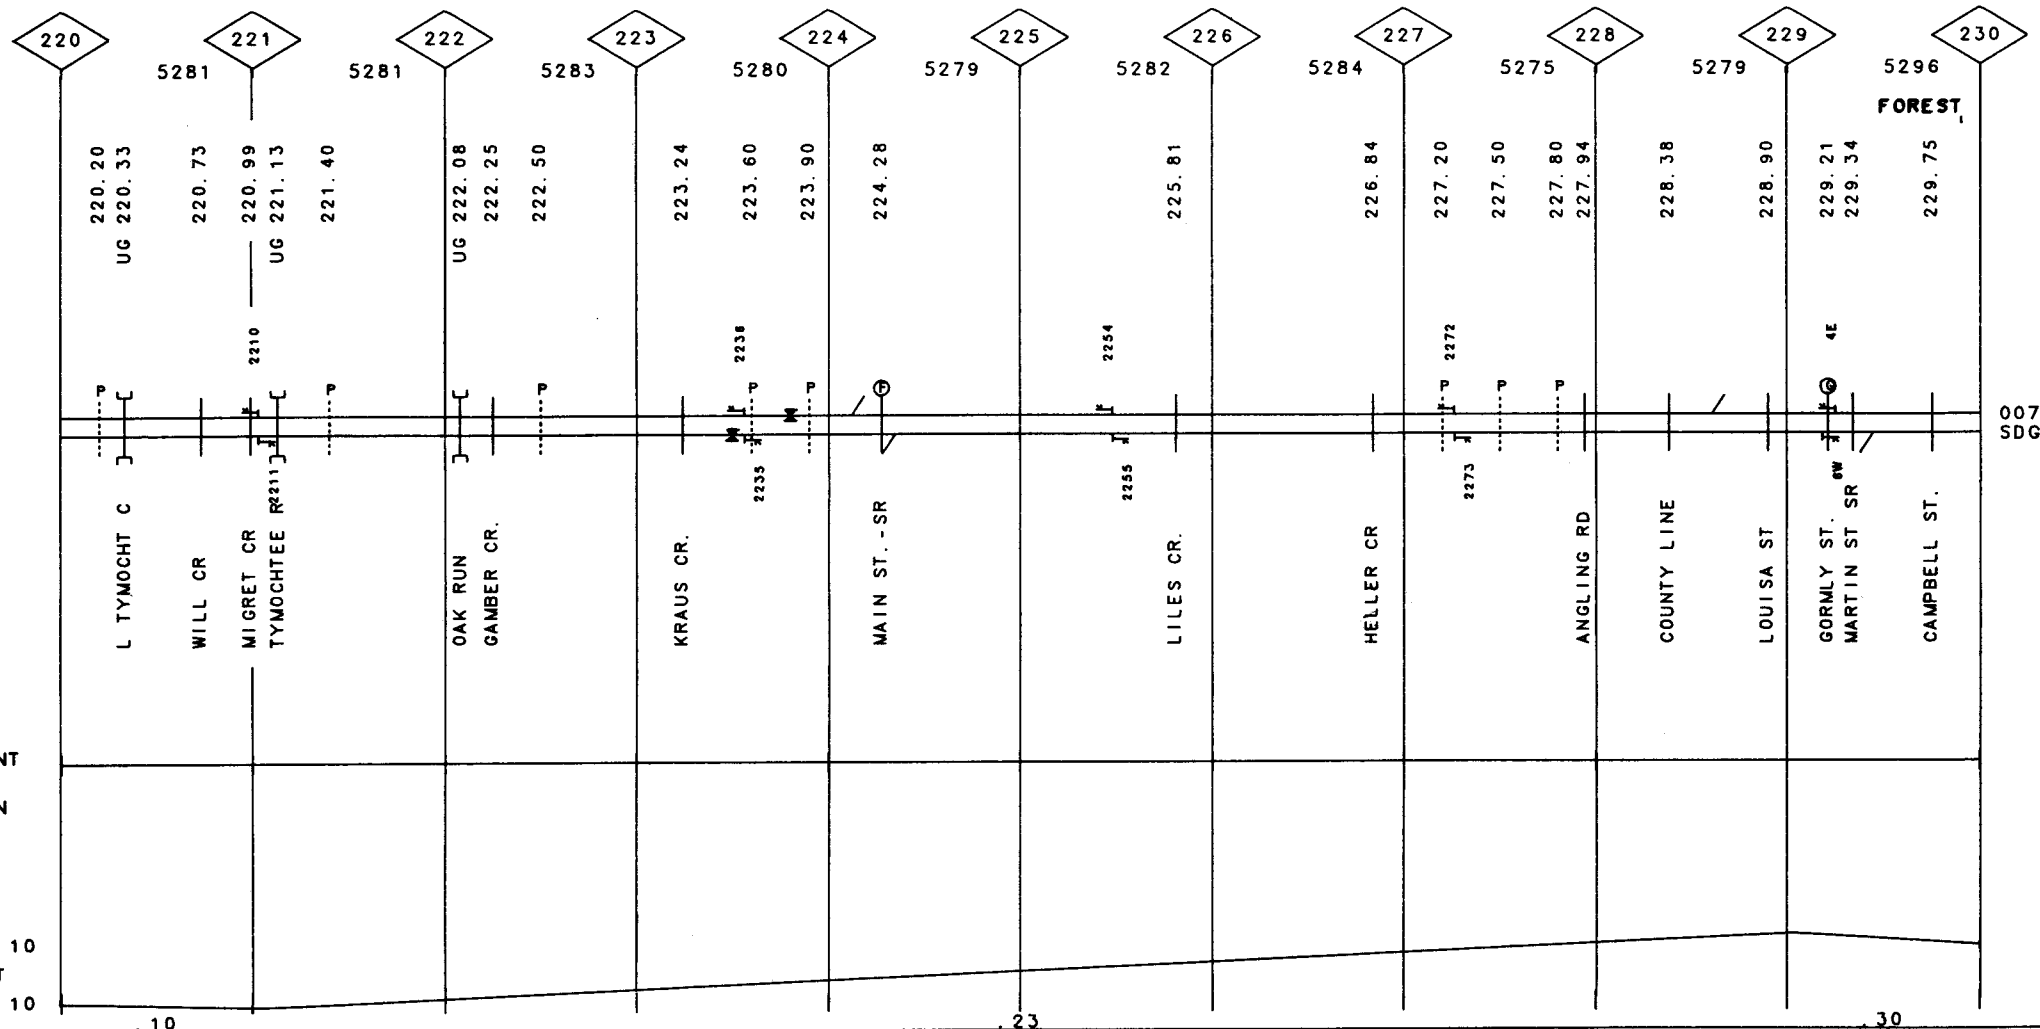 220 221 222 223 224 225 226 227 228 229 230
5281 5281 5283 5280 5279 5282 5284 5275 5279 5296
FOREST
220.20
UG 220.33
220.73
220.99
UG 221.13
221.40
UG 222.08
222.25
222.50
223.24
223.60
223.90
224.28
225.81
226.84
227.20
227.50
227.80
227.94
228.38
228.90
229.21
229.34
229.75
2210
2236
2254
2272
4E
P P P P P F P P P G
007
SDG
2211
2235
2255
2273
6W
L TYMOCHT C
WILL CR
MIGRET CR
TYMOCHTEE R
OAK RUN
GAMBER CR.
KRAUS CR.
MAIN ST.-SR
LILES CR.
HELLER CR
ANGLING RD
COUNTY LINE
LOUISA ST
GORMLY ST.
MARTIN ST SR
CAMPBELL ST.
NT
10
T
10
.10 .23 .30